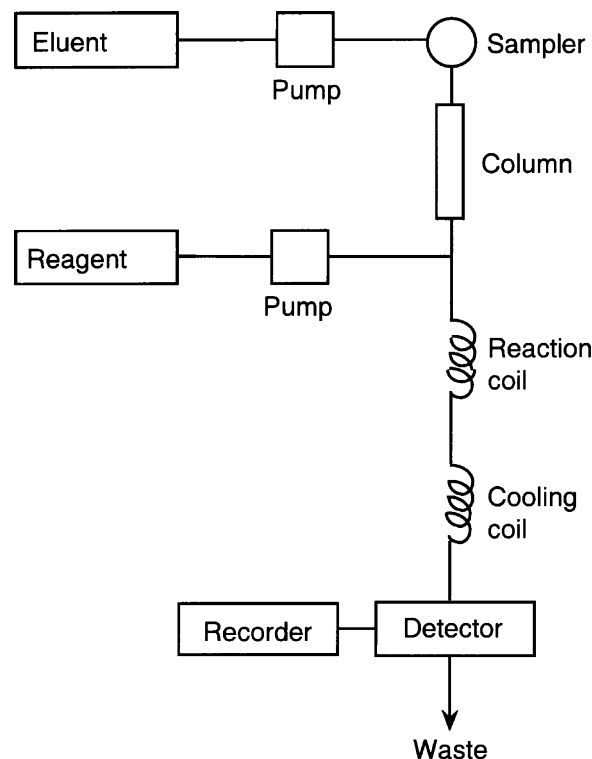 Eluent
Pump
Sampler
Column
Reagent
Pump
Reaction
coil
Cooling
coil
Recorder
Detector
Waste